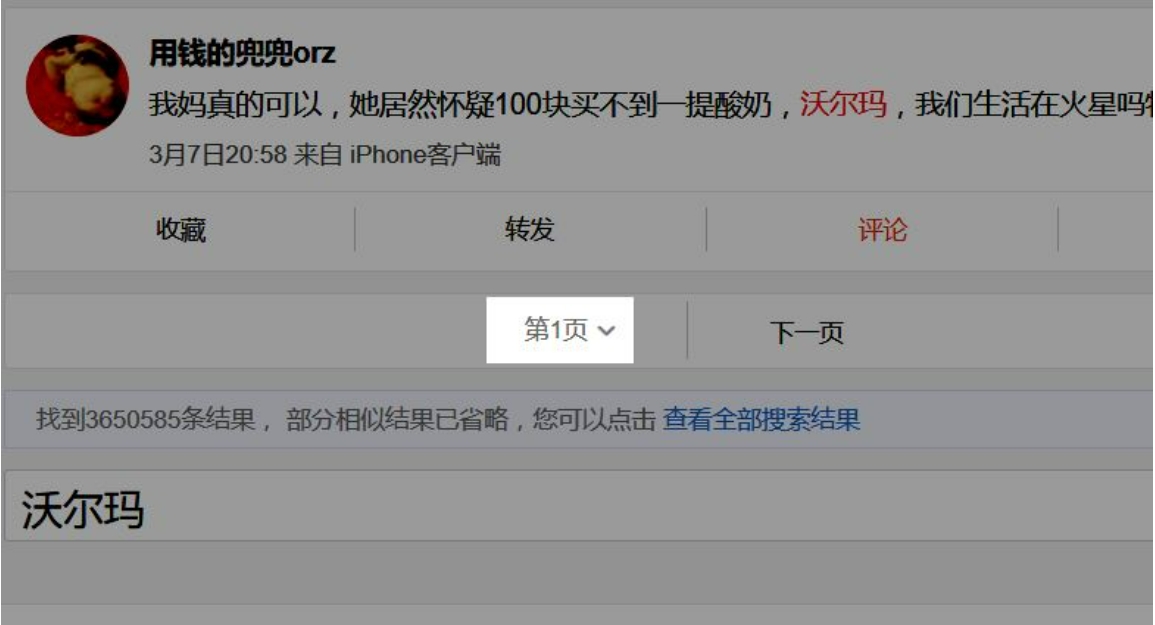 用钱的兜兜orz
我妈真的可以，她居然怀疑100块买不到一提酸奶，沃尔玛，我们生活在火星吗
3月7日20:58 来自 iPhone客户端
收藏 转发 评论
第1页 下一页
找到3650585条结果， 部分相似结果已省略，您可以点击 查看全部搜索结果
沃尔玛